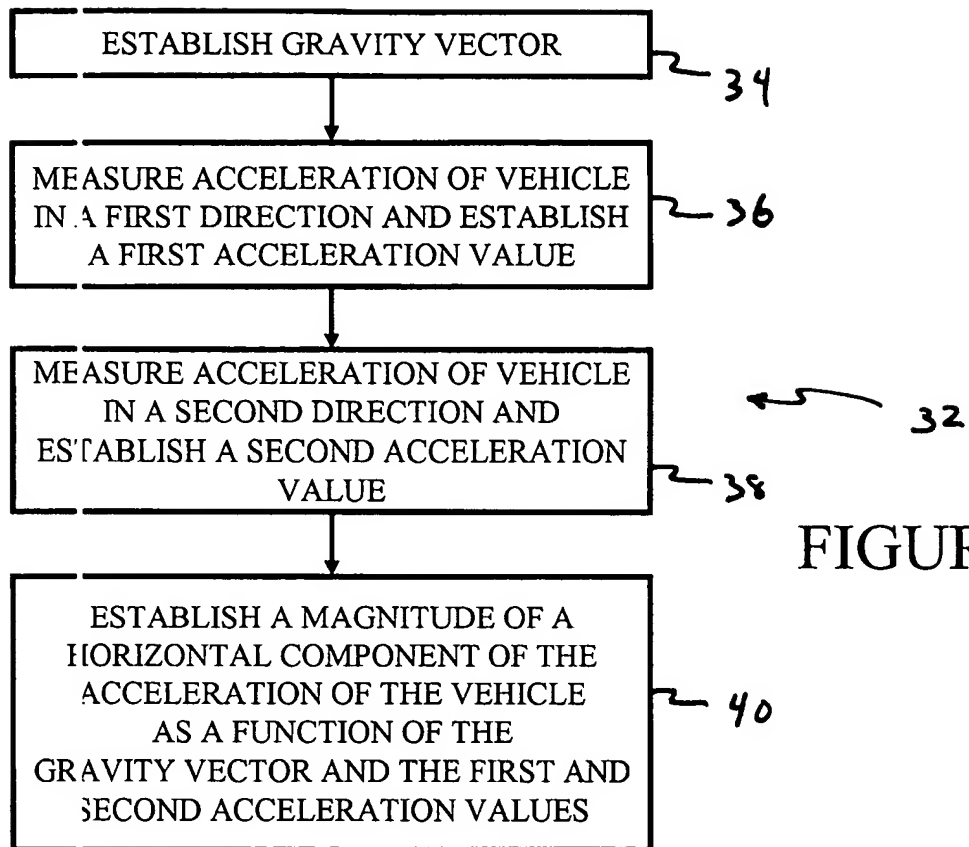 ESTABLISH GRAVITY VECTOR
34
MEASURE ACCELERATION OF VEHICLE
IN A FIRST DIRECTION AND ESTABLISH
A FIRST ACCELERATION VALUE
36
MEASURE ACCELERATION OF VEHICLE
IN A SECOND DIRECTION AND
ESTABLISH A SECOND ACCELERATION
VALUE
32
38
FIGUR
ESTABLISH A MAGNITUDE OF A
HORIZONTAL COMPONENT OF THE
ACCELERATION OF THE VEHICLE
AS A FUNCTION OF THE
GRAVITY VECTOR AND THE FIRST AND
SECOND ACCELERATION VALUES
40